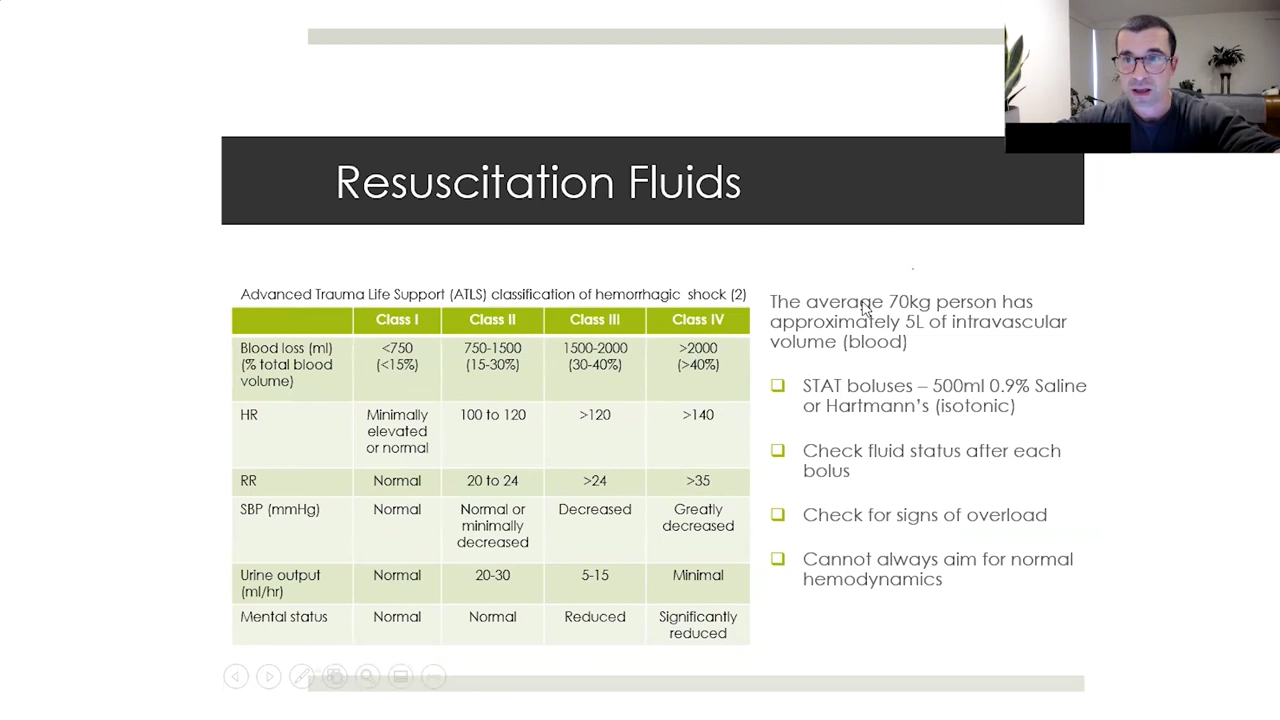 Resuscitation Fluids
Advanced Trauma Life Support (ATLS) classification of hemorrhagic shock (2)
Class I Class II Class III Class IV
Blood loss (ml) <750 750-1500 1500-2000 >2000
(% total blood (<15%) (15-30%) (30-40%) (>40%)
volume)
HR Minimally 100 to 120 >120 >140
elevated
or normal
RR Normal 20 to 24 >24 >35
SBP (mmHg) Normal Normal or Decreased Greatly
minimally decreased
decreased
Urine output Normal 20-30 5-15 Minimal
(ml/hr)
Mental status Normal Normal Reduced Significantly
reduced
The average 70kg person has
approximately 5L of intravascular
volume (blood)
STAT boluses – 500ml 0.9% Saline
or Hartmann's (isotonic)
Check fluid status after each
bolus
Check for signs of overload
Cannot always aim for normal
hemodynamics